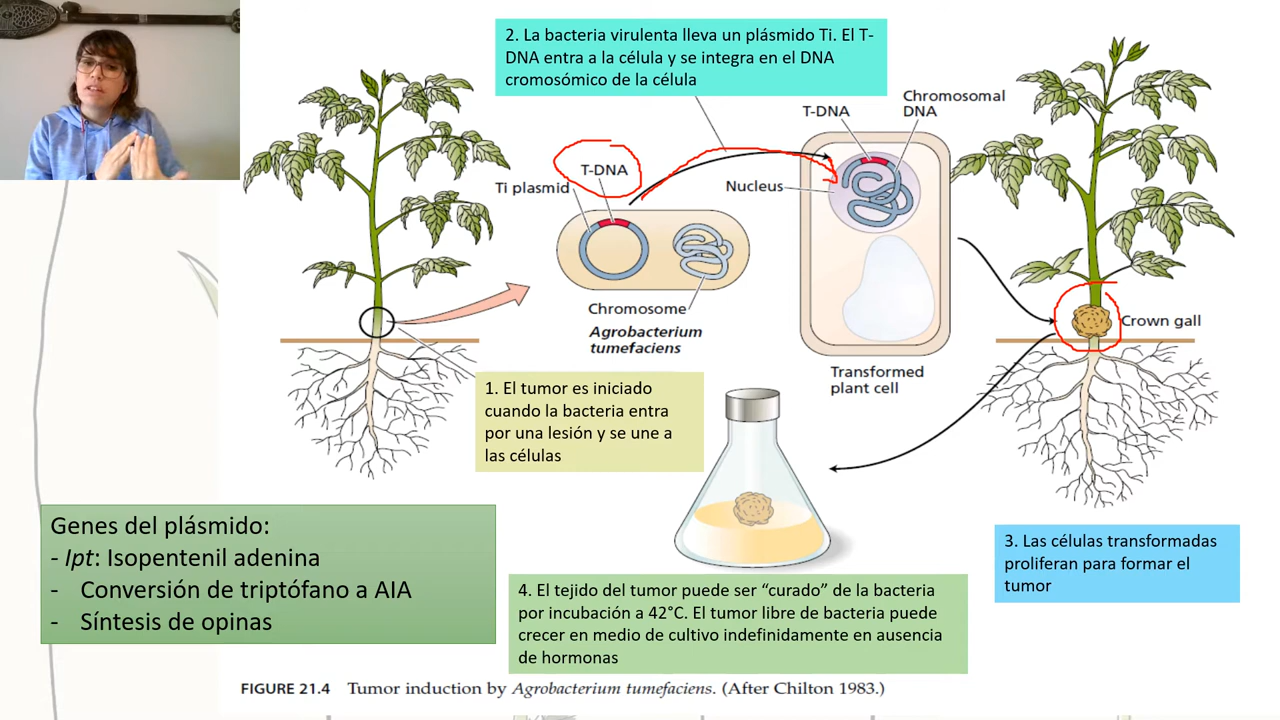 2. La bacteria virulenta lleva un plásmido Ti. El T-
DNA entra a la célula y se integra en el DNA
cromosómico de la célula
Chromosomal
DNA
T-DNA
T-DNA
Ti plasmid
Nucleus
Chromosome
Agrobacterium
tumefaciens
Crown gall
Transformed
plant cell
1. El tumor es iniciado
cuando la bacteria entra
por una lesión y se une a
las células
Genes del plásmido:
- Ipt: Isopentenil adenina
- Conversión de triptófano a AIA
- Síntesis de opinas
3. Las células transformadas
proliferan para formar el
tumor
4. El tejido del tumor puede ser “curado” de la bacteria
por incubación a 42°C. El tumor libre de bacteria puede
crecer en medio de cultivo indefinidamente en ausencia
de hormonas
FIGURE 21.4 Tumor induction by Agrobacterium tumefaciens. (After Chilton 1983.)